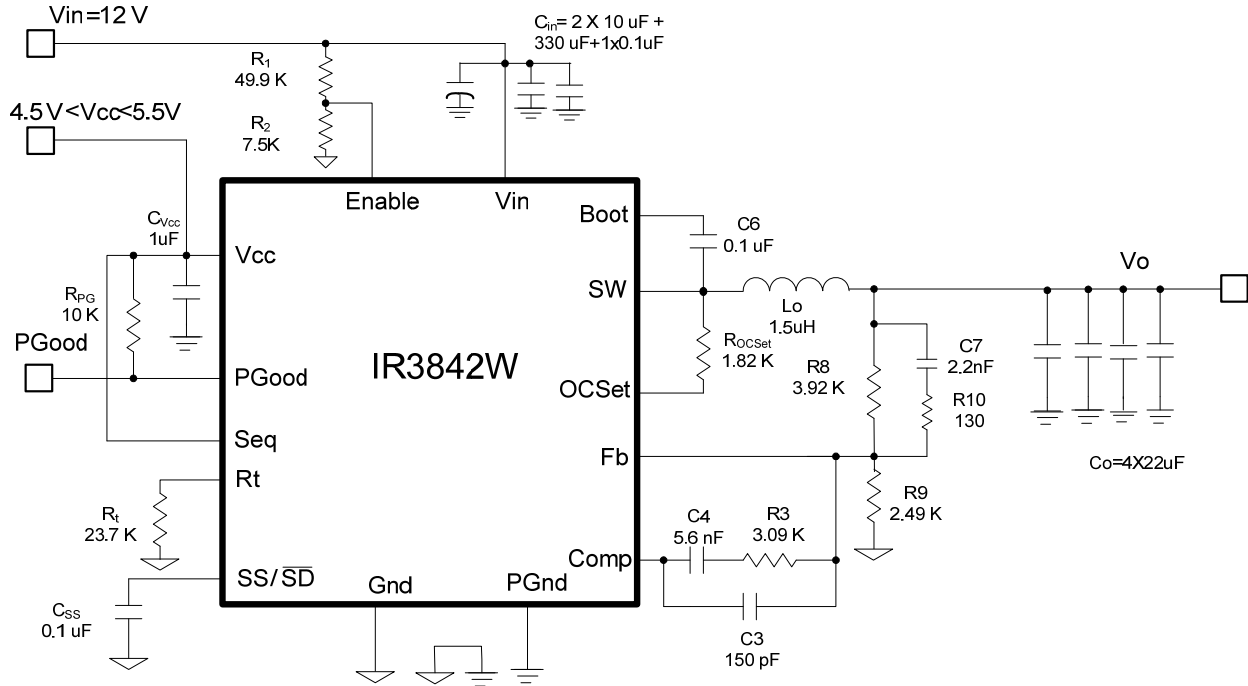 Vin=12 V
Cin= 2 X 10 uF +
330 uF+1x0.1uF
R1
49.9 K
4.5V<Vcc<5.5V
R2
7.5K
Enable
Vin
Boot
CVcc
1uF
C6
0.1 uF
Vcc
Vo
SW
RPG
10 K
Lo
1.5uH
PGood
ROCSet
1.82 K
C7
2.2nF
IR3842W
R8
3.92 K
PGood
OCSet
R10
130
Seq
Fb
Co=4X22uF
Rt
R9
2.49 K
Rt
23.7 K
C4
5.6 nF
R3
3.09 K
Comp
SS/SD
Gnd
PGnd
CSS
0.1 uF
C3
150 pF